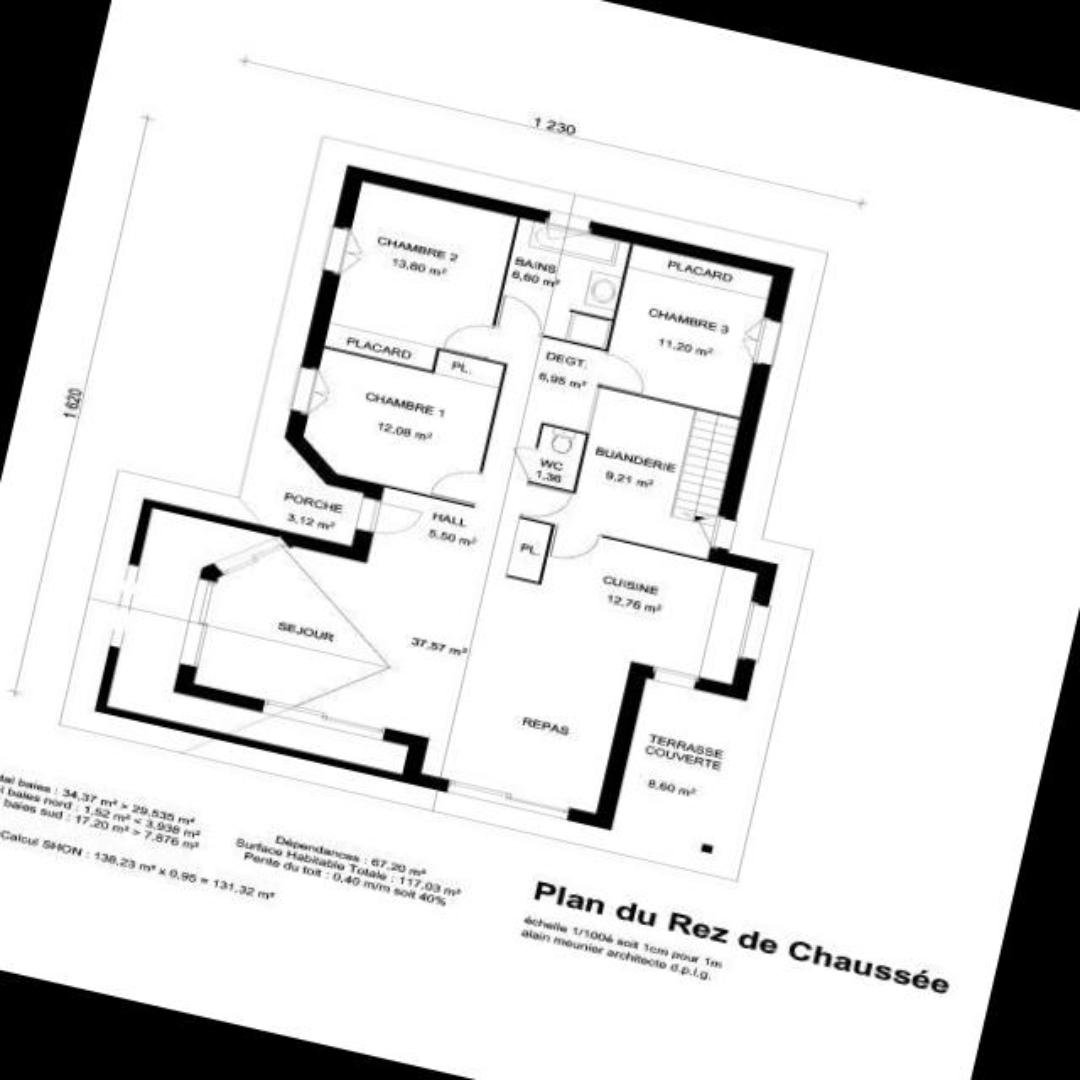 1 230
1 620
CHAMBRE 2
13,80 m²
BAINS
6,60 m²
PLACARD
CHAMBRE 3
11,20 m²
PLACARD
PL.
DEGT.
6,95 m²
CHAMBRE 1
12,08 m²
WC
1,36
BUANDERIE
9,21 m²
PORCHE
3,12 m²
HALL
5,50 m²
PL.
CUISINE
12,76 m²
SEJOUR
37,57 m²
REPAS
TERRASSE
COUVERTE
8,60 m²
baies : 34,37 m² > 29,535 m²
baies nord : 1,52 m² < 3,938 m²
baies sud : 17,20 m² > 7,876 m²
Calcul SHON : 138,23 m² x 0,95 = 131,32 m²
Dépendances : 67,20 m²
Surface Habitable Totale : 117,03 m²
Pente du toit : 0,40 m/m soit 40%
Plan du Rez de Chaussée
échelle 1/100è soit 1cm pour 1m
alain meunier architecte d.p.l.g.